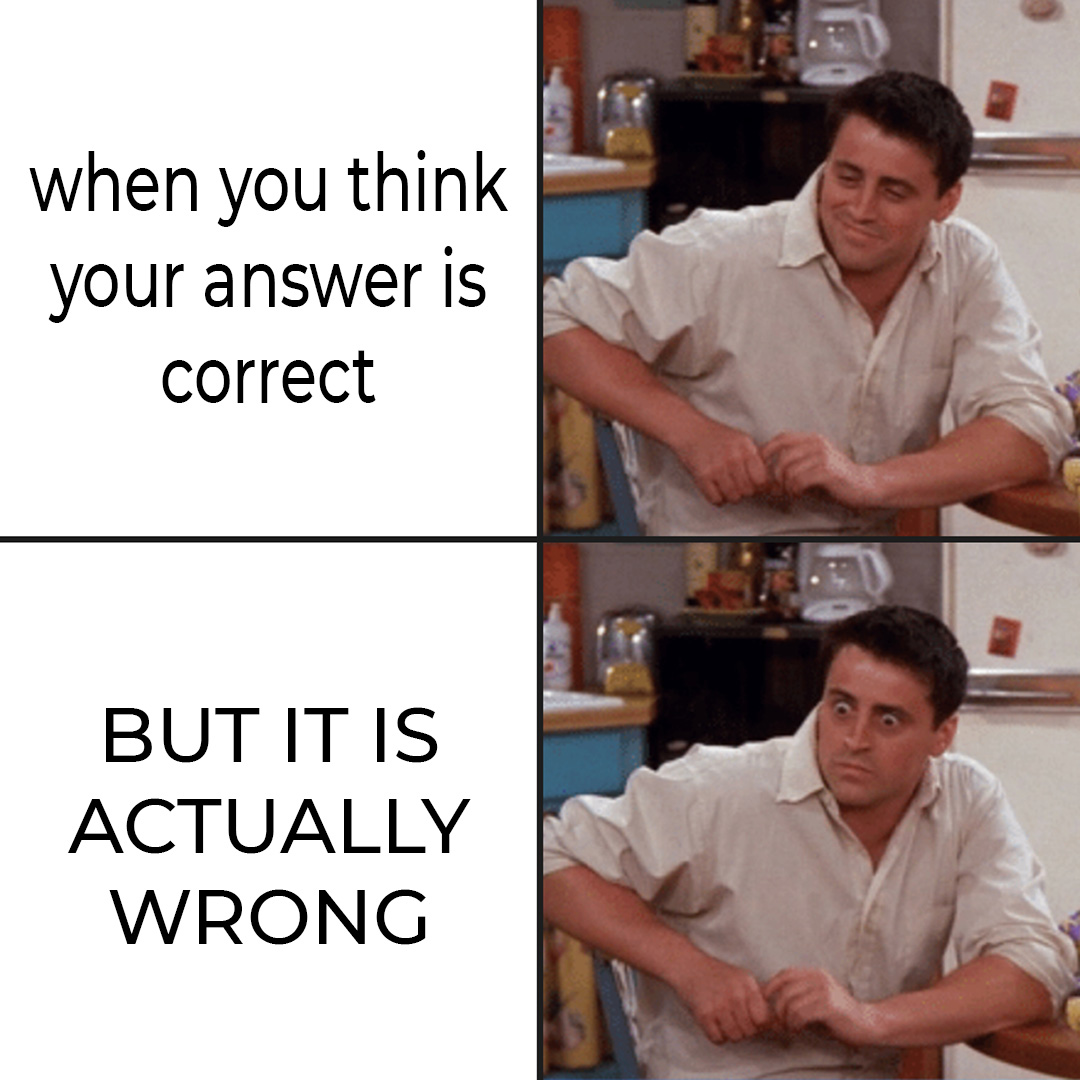 when you think
your answer is
correct
BUT IT IS
ACTUALLY
WRONG